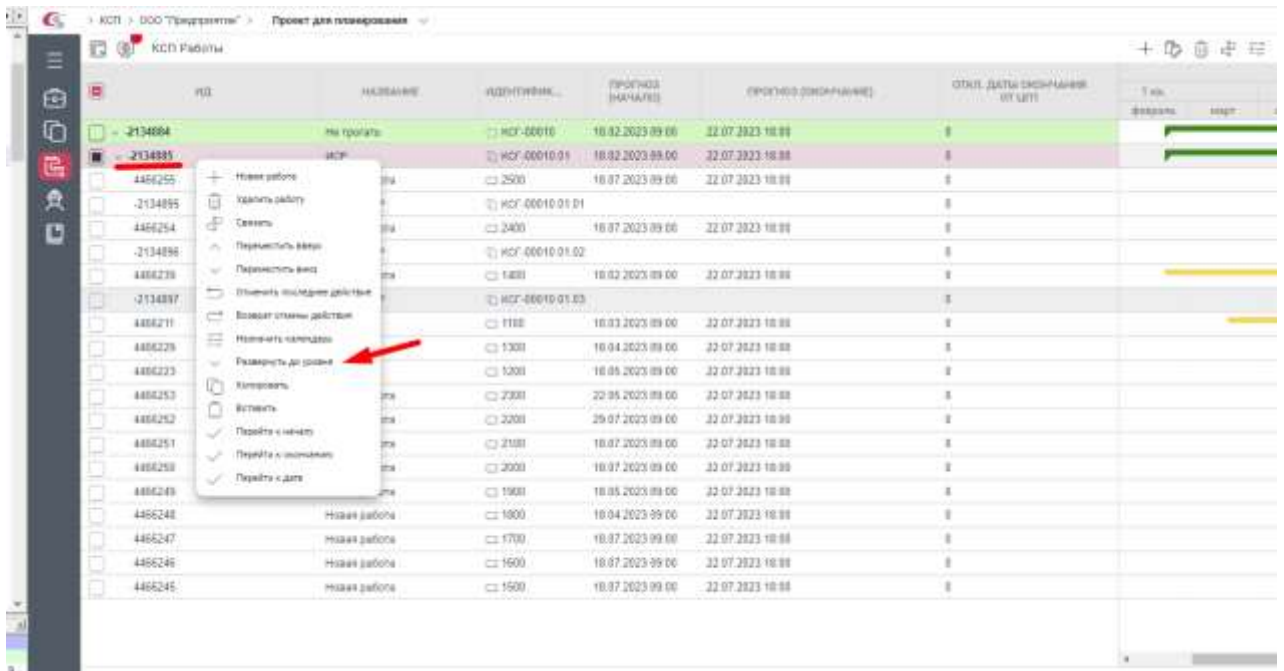 > КСП > ООО "Предприятие" > Проект для планирования
КСП Работы
ИД НАЗВАНИЕ ИДЕНТИФИК... ПРОГНОЗ (НАЧАЛО) ПРОГНОЗ (ОКОНЧАНИЕ) ОТКЛ. ДАТЫ ОКОНЧАНИЯ ОТ ЦП 1 кв.
февраль март
-2134884 Не трогать КСГ-00010 18.02.2023 09:00 22.07.2023 18:00 0
-2134885 ИСР КСГ-00010.01 18.02.2023 09:00 22.07.2023 18:00 0
4466255 2500 18.07.2023 09:00 22.07.2023 18:00 0
-2134895 КСГ-00010.01.01 0
4466254 2400 18.07.2023 09:00 22.07.2023 18:00 0
-2134896 КСГ-00010.01.02 0
4466239 1400 18.02.2023 09:00 22.07.2023 18:00 0
-2134897 КСГ-00010.01.03 0
4466211 1100 18.03.2023 09:00 22.07.2023 18:00 0
4466229 1300 18.04.2023 09:00 22.07.2023 18:00 0
4466223 1200 18.05.2023 09:00 22.07.2023 18:00 0
4466253 2300 22.05.2023 09:00 22.07.2023 18:00 0
4466252 2200 29.07.2023 09:00 22.07.2023 18:00 0
4466251 2100 18.07.2023 09:00 22.07.2023 18:00 0
4466250 2000 18.07.2023 09:00 22.07.2023 18:00 0
4466249 1900 18.05.2023 09:00 22.07.2023 18:00 0
4466248 Новая работа 1800 18.04.2023 09:00 22.07.2023 18:00 0
4466247 Новая работа 1700 18.07.2023 09:00 22.07.2023 18:00 0
4466246 Новая работа 1600 18.07.2023 09:00 22.07.2023 18:00 0
4466245 Новая работа 1500 18.07.2023 09:00 22.07.2023 18:00 0
Новая работа
Удалить работу
Связать
Переместить вверх
Переместить вниз
Отменить последнее действие
Возврат отмены действия
Назначить календарь
Развернуть до уровня
Копировать
Вставить
Перейти к началу
Перейти к окончанию
Перейти к дате